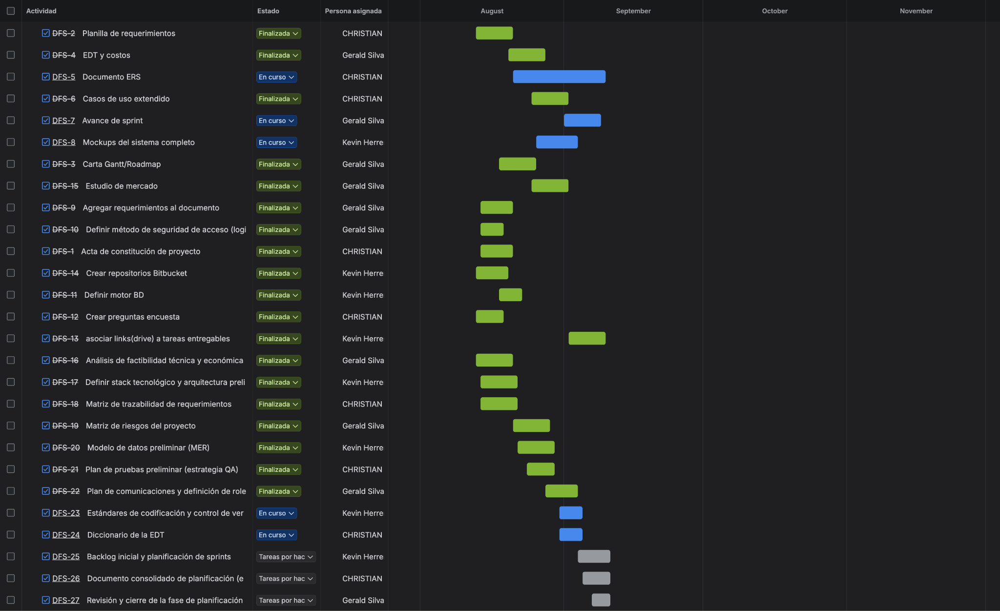 Actividad Estado Persona asignada August September October November
DFS-2 Planilla de requerimientos Finalizada CHRISTIAN
DFS-4 EDT y costos Finalizada Gerald Silva
DFS-5 Documento ERS En curso CHRISTIAN
DFS-6 Casos de uso extendido Finalizada CHRISTIAN
DFS-7 Avance de sprint En curso Gerald Silva
DFS-8 Mockups del sistema completo En curso Kevin Herre
DFS-3 Carta Gantt/Roadmap Finalizada Gerald Silva
DFS-15 Estudio de mercado Finalizada Gerald Silva
DFS-9 Agregar requerimientos al documento Finalizada Gerald Silva
DFS-10 Definir método de seguridad de acceso (logi Finalizada Gerald Silva
DFS-1 Acta de constitución de proyecto Finalizada CHRISTIAN
DFS-14 Crear repositorios Bitbucket Finalizada Kevin Herre
DFS-11 Definir motor BD Finalizada Kevin Herre
DFS-12 Crear preguntas encuesta Finalizada CHRISTIAN
DFS-13 asociar links(drive) a tareas entregables Finalizada Kevin Herre
DFS-16 Análisis de factibilidad técnica y económica Finalizada Gerald Silva
DFS-17 Definir stack tecnológico y arquitectura preli Finalizada Kevin Herre
DFS-18 Matriz de trazabilidad de requerimientos Finalizada CHRISTIAN
DFS-19 Matriz de riesgos del proyecto Finalizada Gerald Silva
DFS-20 Modelo de datos preliminar (MER) Finalizada Kevin Herre
DFS-21 Plan de pruebas preliminar (estrategia QA) Finalizada CHRISTIAN
DFS-22 Plan de comunicaciones y definición de role Finalizada Gerald Silva
DFS-23 Estándares de codificación y control de ver En curso Kevin Herre
DFS-24 Diccionario de la EDT En curso CHRISTIAN
DFS-25 Backlog inicial y planificación de sprints Tareas por hac Kevin Herre
DFS-26 Documento consolidado de planificación (e Tareas por hac CHRISTIAN
DFS-27 Revisión y cierre de la fase de planificación Tareas por hac Gerald Silva